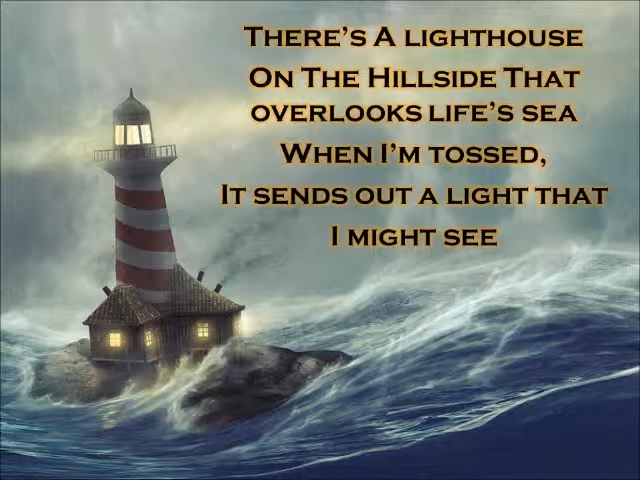 There's A lighthouse
On The Hillside That
overlooks life's sea
When I'm tossed,
It sends out a light that
I might see